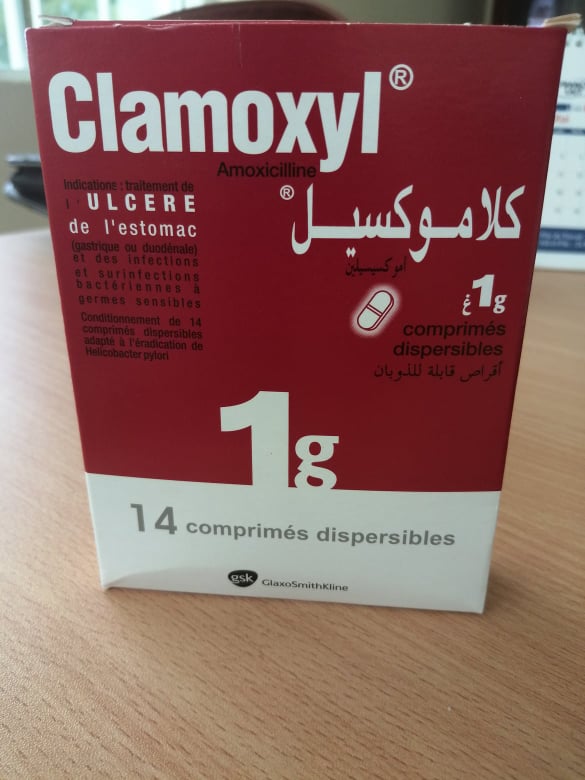 Clamoxyl®
Amoxicilline
Indications : traitement de
l'ULCERE
de l'estomac
(gastrique ou duodénale)
et des infections
et surinfections
bactériennes à
germes sensibles
Conditionnement de 14
comprimés dispersibles
adapté à l'éradication de
Helicobacter pylori
كلاموكسيل ®
أموكسيسيلين
1g غ
comprimés
dispersibles
أقراص قابلة للذوبان
1g
14 comprimés dispersibles
gsk GlaxoSmithKline